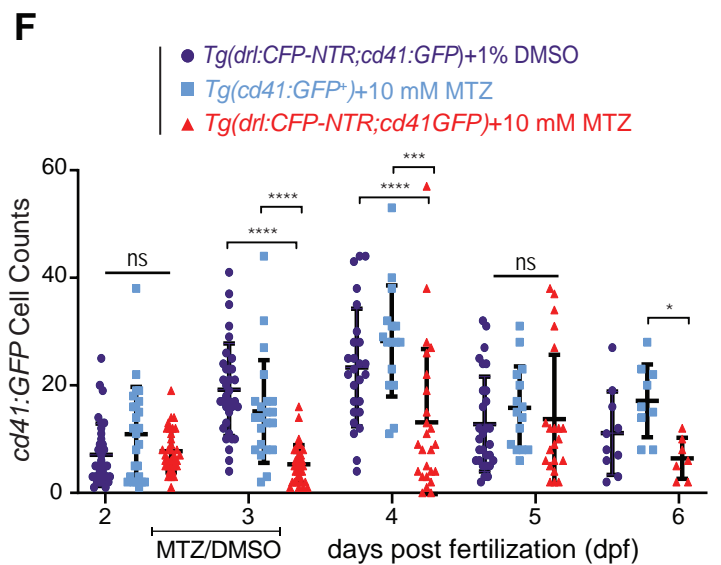 F
Tg(drl:CFP-NTR;cd41:GFP)+1% DMSO
Tg(cd41:GFP⁺)+10 mM MTZ
Tg(drl:CFP-NTR;cd41GFP)+10 mM MTZ
cd41:GFP Cell Counts
60
40
20
0
ns
****
****
****
***
ns
*
2
3
4
5
6
MTZ/DMSO
days post fertilization (dpf)